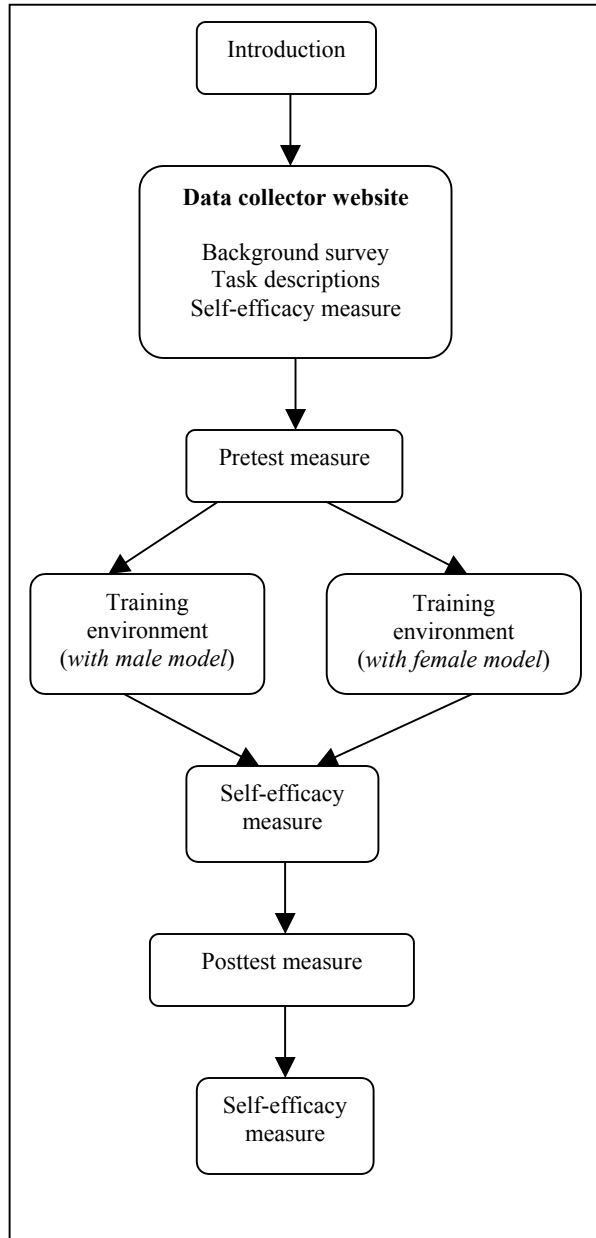 Introduction
Data collector website
Background survey
Task descriptions
Self-efficacy measure
Pretest measure
Training
environment
(with male model)
Training
environment
(with female model)
Self-efficacy
measure
Posttest measure
Self-efficacy
measure